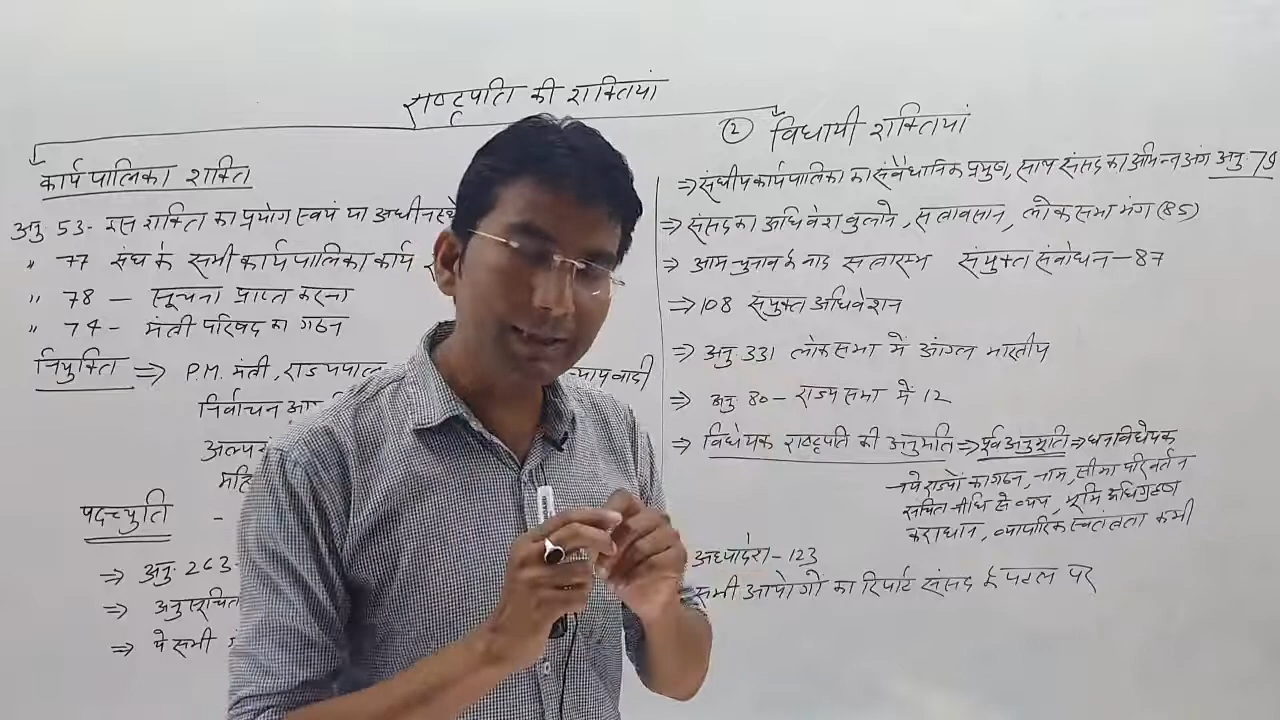 राष्ट्रपति की शक्तियां
कार्यपालिका शक्ति
अनु. 53- इस शक्ति का प्रयोग स्वयं या अधीनस्थ
" 77 संघ के सभी कार्यपालिका कार्य
" 78 – सूचना प्राप्त करना
" 74 - मंत्री परिषद का गठन
नियुक्ति ⇒ P.M. मंत्री, राज्यपाल न्यायवादी
निर्वाचन
पदच्युति -
⇒ अनु. 263-
⇒ अनुसूचित
⇒ ये सभी
② विधायी शक्तियां
⇒ संघीय कार्यपालिका का संवैधानिक प्रमुख, साथ संसद का अभिन्न अंग अनु. 79
⇒ संसद का अधिवेश बुलाने, सत्रावसान, लोकसभा भंग (85)
⇒ आम चुनाव के बाद सत्रारम्भ संयुक्त संबोधन – 87
⇒ 108 संयुक्त अधिवेशन
⇒ अनु. 331 लोकसभा में आंग्ल भारतीय
⇒ अनु 80 – राज्यसभा में 12
⇒ विधेयक राष्ट्रपति की अनुमति ⇒ पूर्व अनुमति ⇒ धनविधेयक
→ नये राज्यों का गठन, नाम, सीमा परिवर्तन
संचित नीधि से व्यय, भूमि अधिग्रहण
कराधान, व्यापारिक स्वतंत्रता कमी
अध्यादेश – 123
सभी आयोगों का रिपोर्ट संसद के पटल पर